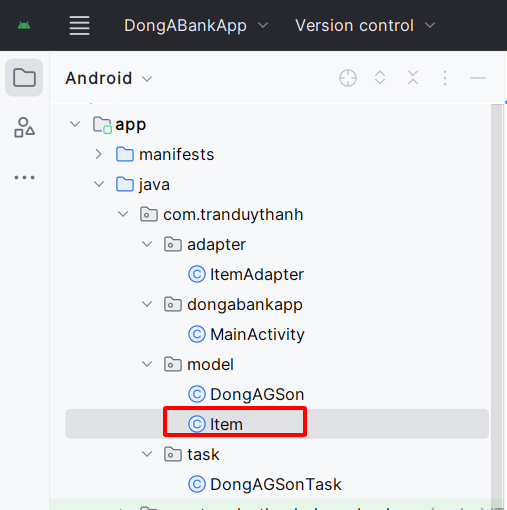 DongABankApp Version control
Android
app
manifests
java
com.tranduythanh
adapter
ItemAdapter
dongabankapp
MainActivity
model
DongAGSon
Item
task
DongAGSonTask